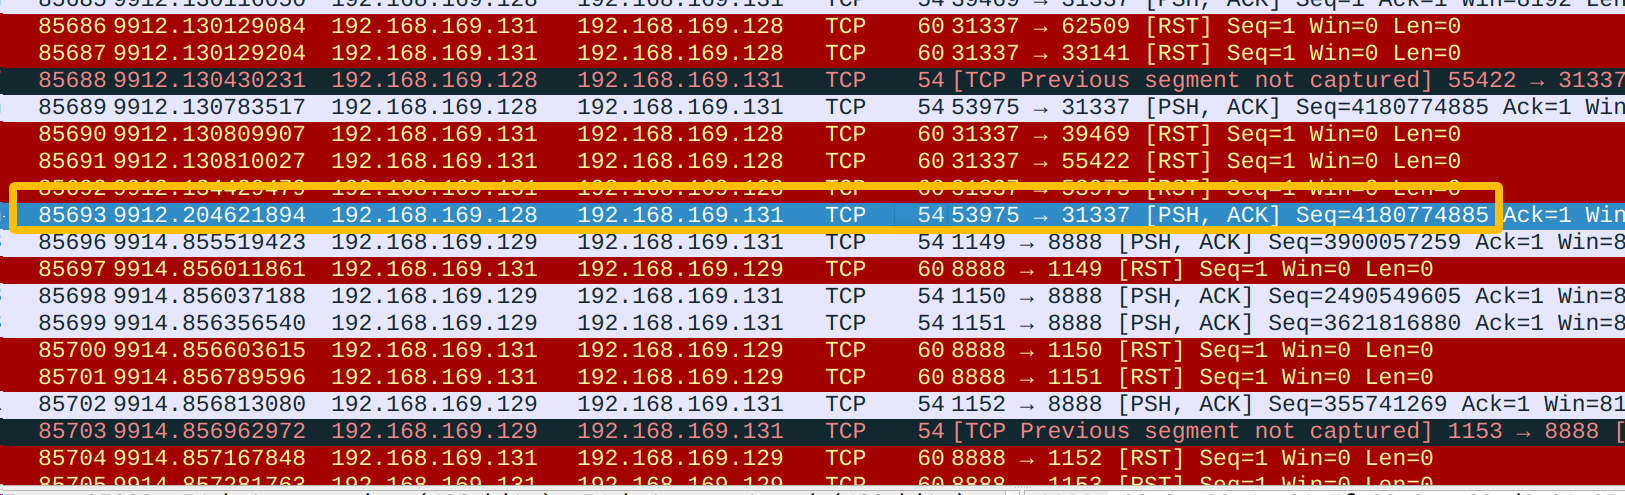 85685 9912.130116050 192.168.169.128 192.168.169.131 TCP 54 39469 → 31337 [PSH, ACK] Seq=1 Ack=1 Win=8192 Len
85686 9912.130129084 192.168.169.131 192.168.169.128 TCP 60 31337 → 62509 [RST] Seq=1 Win=0 Len=0
85687 9912.130129204 192.168.169.131 192.168.169.128 TCP 60 31337 → 33141 [RST] Seq=1 Win=0 Len=0
85688 9912.130430231 192.168.169.128 192.168.169.131 TCP 54 [TCP Previous segment not captured] 55422 → 31337
85689 9912.130783517 192.168.169.128 192.168.169.131 TCP 54 53975 → 31337 [PSH, ACK] Seq=4180774885 Ack=1 Win
85690 9912.130809907 192.168.169.131 192.168.169.128 TCP 60 31337 → 39469 [RST] Seq=1 Win=0 Len=0
85691 9912.130810027 192.168.169.131 192.168.169.128 TCP 60 31337 → 55422 [RST] Seq=1 Win=0 Len=0
85692 9912.134429479 192.168.169.131 192.168.169.128 TCP 60 31337 → 53975 [RST] Seq=1 Win=0 Len=0
85693 9912.204621894 192.168.169.128 192.168.169.131 TCP 54 53975 → 31337 [PSH, ACK] Seq=4180774885 Ack=1 Win
85696 9914.855519423 192.168.169.129 192.168.169.131 TCP 54 1149 → 8888 [PSH, ACK] Seq=3900057259 Ack=1 Win=8
85697 9914.856011861 192.168.169.131 192.168.169.129 TCP 60 8888 → 1149 [RST] Seq=1 Win=0 Len=0
85698 9914.856037188 192.168.169.129 192.168.169.131 TCP 54 1150 → 8888 [PSH, ACK] Seq=2490549605 Ack=1 Win=8
85699 9914.856356540 192.168.169.129 192.168.169.131 TCP 54 1151 → 8888 [PSH, ACK] Seq=3621816880 Ack=1 Win=8
85700 9914.856603615 192.168.169.131 192.168.169.129 TCP 60 8888 → 1150 [RST] Seq=1 Win=0 Len=0
85701 9914.856789596 192.168.169.131 192.168.169.129 TCP 60 8888 → 1151 [RST] Seq=1 Win=0 Len=0
85702 9914.856813080 192.168.169.129 192.168.169.131 TCP 54 1152 → 8888 [PSH, ACK] Seq=355741269 Ack=1 Win=81
85703 9914.856962972 192.168.169.129 192.168.169.131 TCP 54 [TCP Previous segment not captured] 1153 → 8888 [
85704 9914.857167848 192.168.169.131 192.168.169.129 TCP 60 8888 → 1152 [RST] Seq=1 Win=0 Len=0
85705 9914.857281763 192.168.169.131 192.168.169.129 TCP 60 8888 → 1153 [RST] Seq=1 Win=0 Len=0